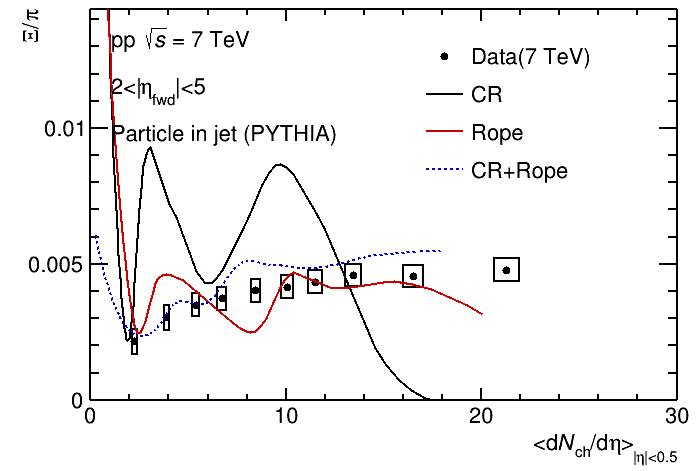 Ξ/π
pp √s = 7 TeV
2<|η_fwd|<5
Particle in jet (PYTHIA)
Data(7 TeV)
CR
Rope
CR+Rope
0.01
0.005
0
0 10 20 30
<dN_ch/dη>_|η|<0.5